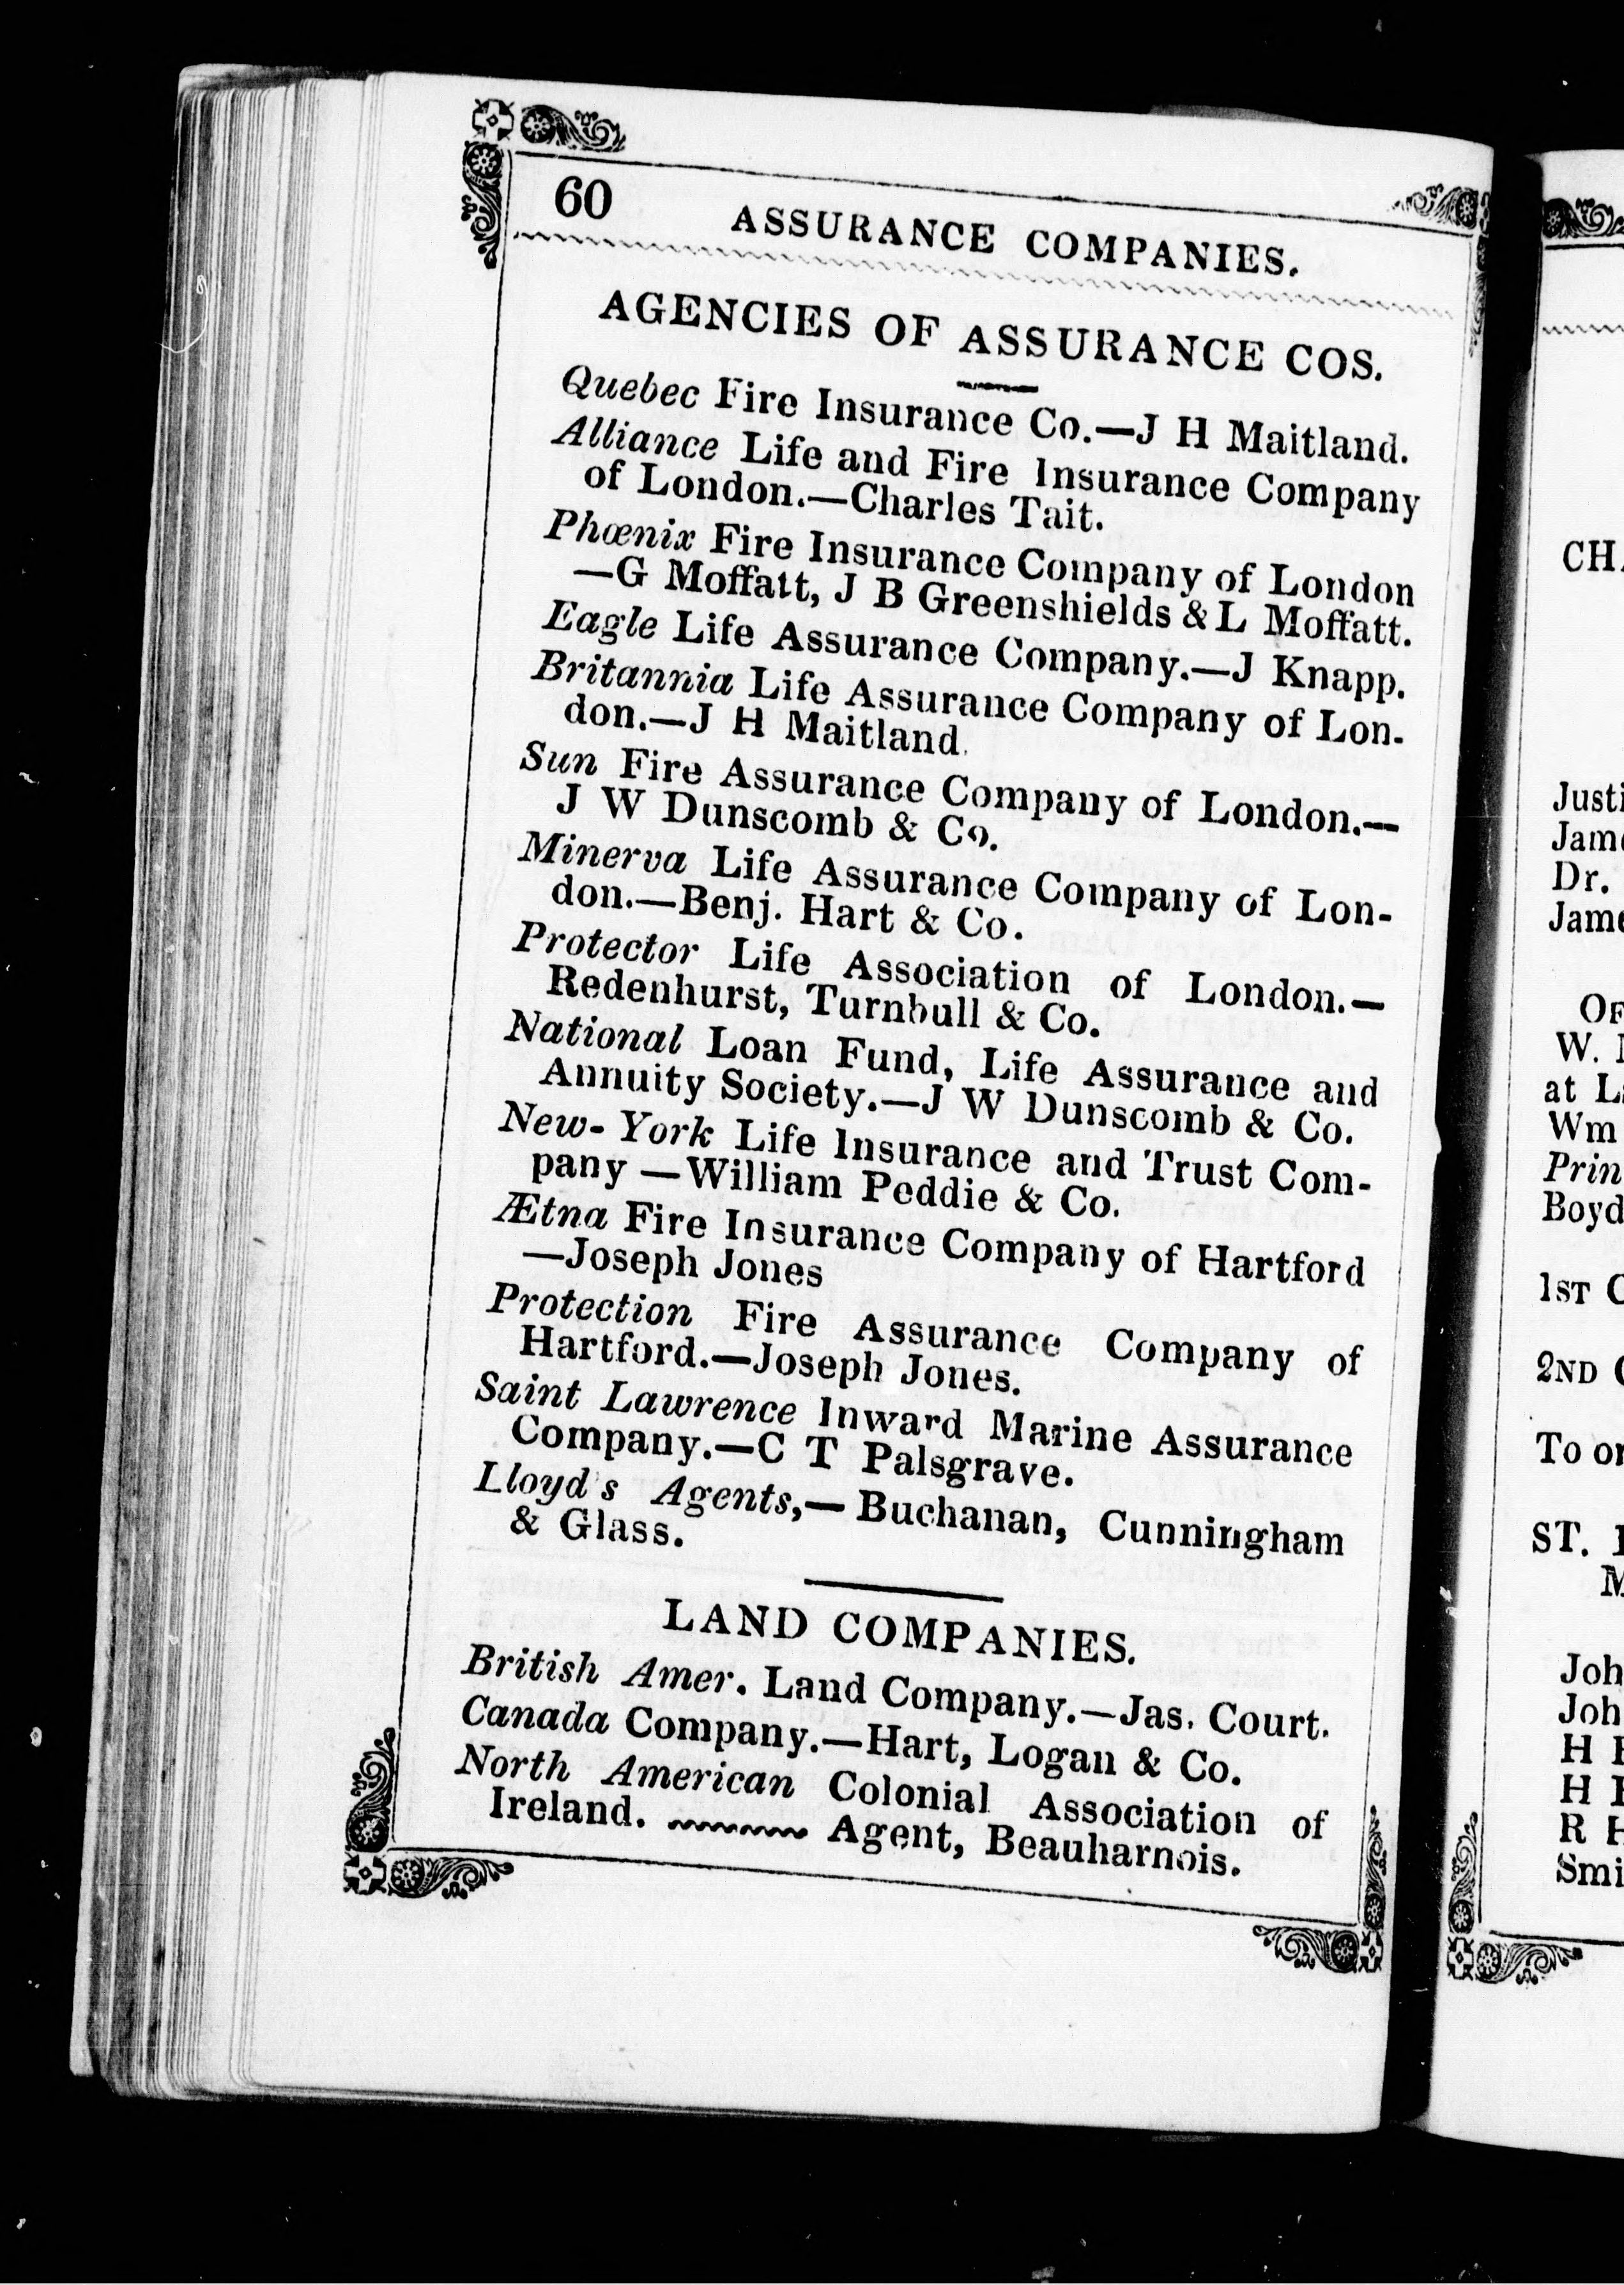 60 ASSURANCE COMPANIES.
AGENCIES OF ASSURANCE COS.
Quebec Fire Insurance Co.—J H Maitland.
Alliance Life and Fire Insurance Company
of London.—Charles Tait.
Phœnix Fire Insurance Company of London
—G Moffatt, J B Greenshields & L Moffatt.
Eagle Life Assurance Company.—J Knapp.
Britannia Life Assurance Company of Lon-
don.—J H Maitland.
Sun Fire Assurance Company of London.—
J W Dunscomb & Co.
Minerva Life Assurance Company of Lon-
don.—Benj. Hart & Co.
Protector Life Association of London.—
Redenhurst, Turnbull & Co.
National Loan Fund, Life Assurance and
Annuity Society.—J W Dunscomb & Co.
New-York Life Insurance and Trust Com-
pany —William Peddie & Co.
Ætna Fire Insurance Company of Hartford
—Joseph Jones
Protection Fire Assurance Company of
Hartford.—Joseph Jones.
Saint Lawrence Inward Marine Assurance
Company.—C T Palsgrave.
Lloyd's Agents,— Buchanan, Cunningham
& Glass.
LAND COMPANIES.
British Amer. Land Company.—Jas. Court.
Canada Company.—Hart, Logan & Co.
North American Colonial Association of
Ireland. Agent, Beauharnois.
Dr.
W.
at
Wm
1ST
2ND
To
ST.
H
H
R